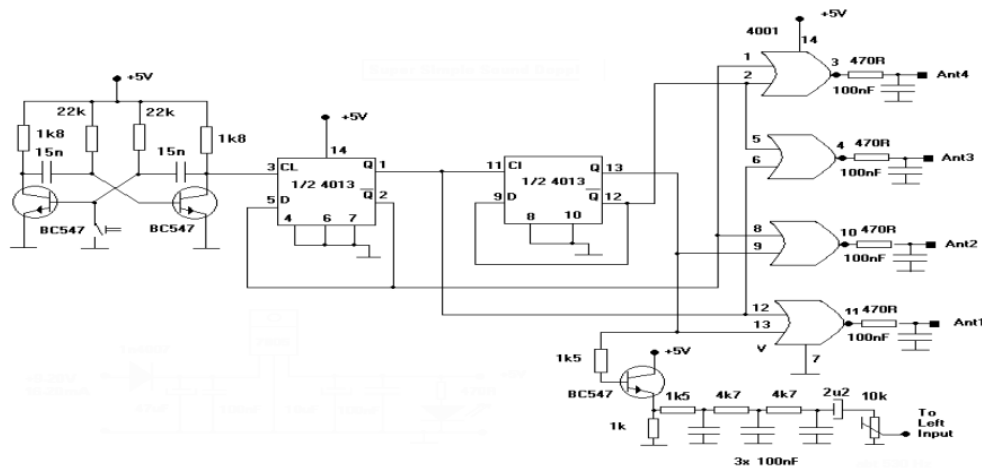 +5V
4001
14
1
2
3
470R
100nF
Ant4
+5V
22k
22k
1k8
1k8
15n
15n
BC547
BC547
+5V
14
3 CL
Q 1
1/2 4013
5 D
Q 2
4 6 7
11 Cl
Q 13
1/2 4013
9 D
Q 12
8 10
5
6
4
470R
100nF
Ant3
8
9
10
470R
100nF
Ant2
12
13
11
470R
100nF
Ant1
V
7
1k5
+5V
BC547
1k5
4k7
4k7
2u2
10k
1k
To
Left
Input
3x 100nF